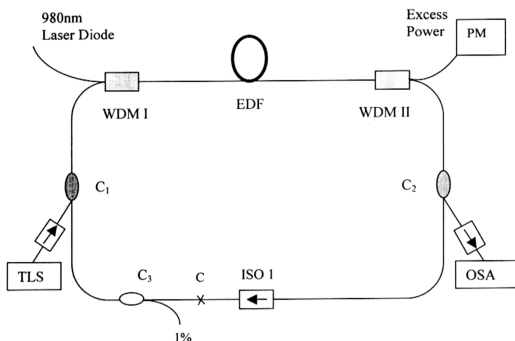 980nm
Laser Diode
Excess
Power
PM
WDM I
EDF
WDM II
C1
C2
TLS
OSA
C3
C
ISO 1
1%